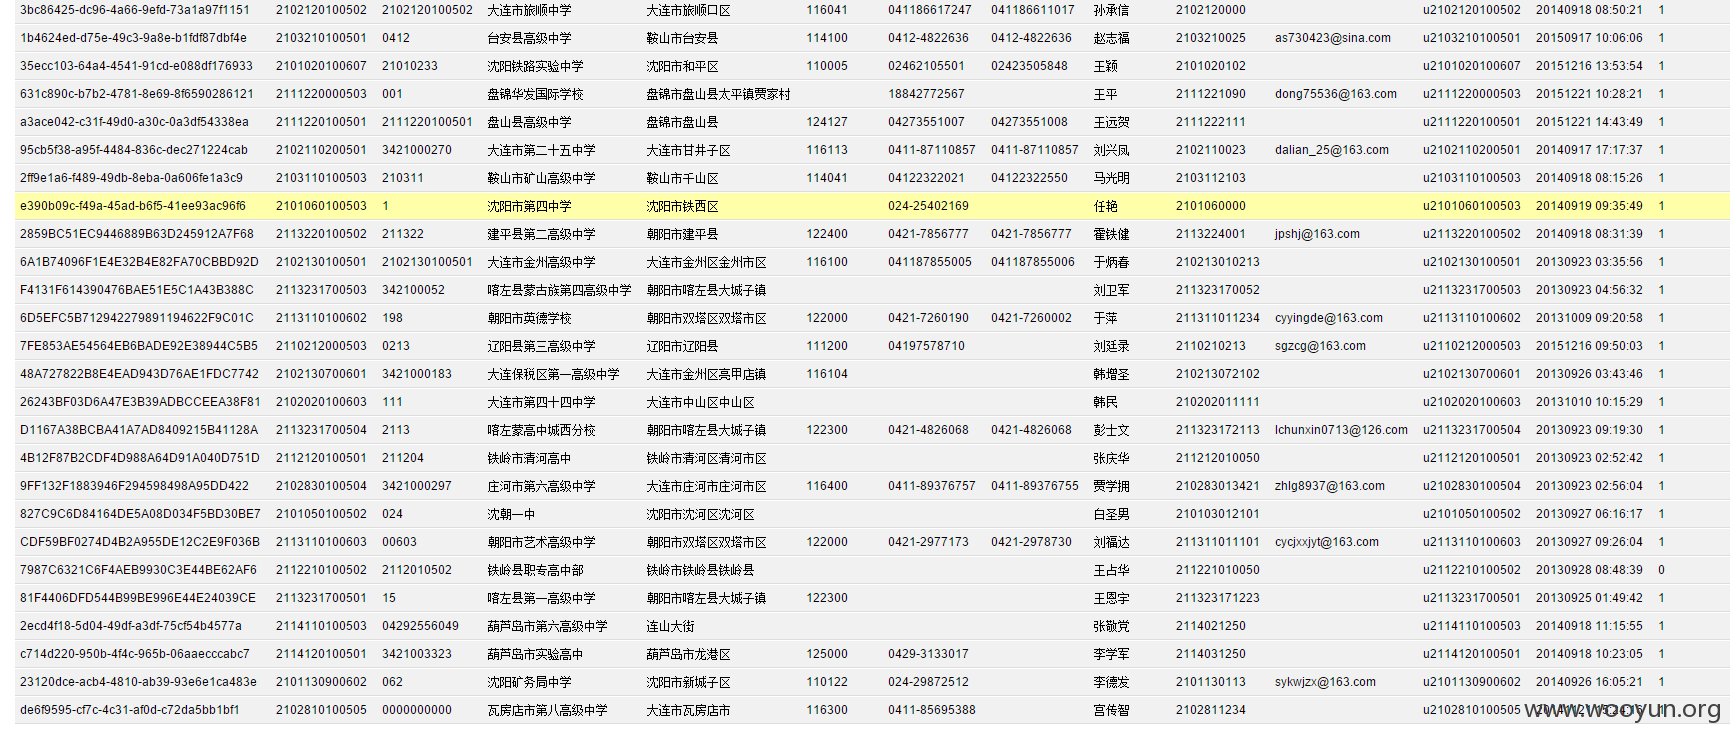 3bc86425-dc96-4a66-9efd-73a1a97f1151 2102120100502 2102120100502 大连市旅顺中学 大连市旅顺口区 116041 041186617247 041186611017 孙承信 2102120000 u2102120100502 20140918 08:50:21 1
1b4624ed-d75e-49c3-9a8e-b1fdf87dbf4e 2103210100501 0412 台安县高级中学 鞍山市台安县 114100 0412-4822636 0412-4822636 赵志福 2103210025 as730423@sina.com u2103210100501 20150917 10:06:06 1
35ecc103-64a4-4541-91cd-e088df176933 2101020100607 21010233 沈阳铁路实验中学 沈阳市和平区 110005 02462105501 02423505848 王颖 2101020102 u2101020100607 20151216 13:53:54 1
631c890c-b7b2-4781-8e69-8f6590286121 2111220000503 001 盘锦华发国际学校 盘锦市盘山县太平镇贾家村 18842772567 王平 2111221090 dong75536@163.com u2111220000503 20151221 10:28:21 1
a3ace042-c31f-49d0-a30c-0a3df54338ea 2111220100501 2111220100501 盘山县高级中学 盘锦市盘山县 124127 04273551007 04273551008 王远贺 2111222111 u2111220100501 20151221 14:43:49 1
95cb5f38-a95f-4484-836c-dec271224cab 2102110200501 3421000270 大连市第二十五中学 大连市甘井子区 116113 0411-87110857 0411-87110857 刘兴凤 2102110023 dalian_25@163.com u2102110200501 20140917 17:17:37 1
2ff9e1a6-f489-49db-8eba-0a606fe1a3c9 2103110100503 210311 鞍山市矿山高级中学 鞍山市千山区 114041 04122322021 04122322550 马光明 2103112103 u2103110100503 20140918 08:15:26 1
e390b09c-f49a-45ad-b6f5-41ee93ac96f6 2101060100503 1 沈阳市第四中学 沈阳市铁西区 024-25402169 任艳 2101060000 u2101060100503 20140919 09:35:49 1
2859BC51EC9446889B63D245912A7F68 2113220100502 211322 建平县第二高级中学 朝阳市建平县 122400 0421-7856777 0421-7856777 霍铁健 2113224001 jpshj@163.com u2113220100502 20140918 08:31:39 1
6A1B74096F1E4E32B4E82FA70CBBD92D 2102130100501 2102130100501 大连市金州高级中学 大连市金州区金州市区 116100 041187855005 041187855006 于炳春 210213010213 u2102130100501 20130923 03:35:56 1
F4131F614390476BAE51E5C1A43B388C 2113231700503 342100052 喀左县蒙古族第四高级中学 朝阳市喀左县大城子镇 刘卫军 211323170052 u2113231700503 20130923 04:56:32 1
6D5EFC5B712942279891194622F9C01C 2113110100602 198 朝阳市英德学校 朝阳市双塔区双塔市区 122000 0421-7260190 0421-7260002 于萍 211311011234 cyyingde@163.com u2113110100602 20131009 09:20:58 1
7FE853AE54564EB6BADE92E38944C5B5 2110212000503 0213 辽阳县第三高级中学 辽阳市辽阳县 111200 04197578710 刘廷录 2110210213 sgzcg@163.com u2110212000503 20151216 09:50:03 1
48A727822B8E4EAD943D76AE1FDC7742 2102130700601 3421000183 大连保税区第一高级中学 大连市金州区亮甲店镇 116104 韩增圣 210213072102 u2102130700601 20130926 03:43:46 1
26243BF03D6A47E3B39ADBCCEEA38F81 2102020100603 111 大连市第四十四中学 大连市中山区中山区 韩民 210202011111 u2102020100603 20131010 10:15:29 1
D1167A38BCBA41A7AD8409215B41128A 2113231700504 2113 喀左蒙高中城西分校 朝阳市喀左县大城子镇 122300 0421-4826068 0421-4826068 彭士文 211323172113 lchunxin0713@126.com u2113231700504 20130923 09:19:30 1
4B12F87B2CDF4D988A64D91A040D751D 2112120100501 211204 铁岭市清河高中 铁岭市清河区清河市区 张庆华 211212010050 u2112120100501 20130923 02:52:42 1
9FF132F1883946F294598498A95DD422 2102830100504 3421000297 庄河市第六高级中学 大连市庄河市庄河市区 116400 0411-89376757 0411-89376755 贾学拥 210283013421 zhlg8937@163.com u2102830100504 20130923 02:56:04 1
827C9C6D84164DE5A08D034F5BD30BE7 2101050100502 024 沈朝一中 沈阳市沈河区沈河区 白圣男 210103012101 u2101050100502 20130927 06:16:17 1
CDF59BF0274D4B2A955DE12C2E9F036B 2113110100603 00603 朝阳市艺术高级中学 朝阳市双塔区双塔市区 122000 0421-2977173 0421-2978730 刘福达 211311011101 cycjxxjyt@163.com u2113110100603 20130927 09:26:04 1
7987C6321C6F4AEB9930C3E44BE62AF6 2112210100502 2112010502 铁岭县职专高中部 铁岭市铁岭县铁岭县 王占华 211221010050 u2112210100502 20130928 08:48:39 0
81F4406DFD544B99BE996E44E24039CE 2113231700501 15 喀左县第一高级中学 朝阳市喀左县大城子镇 122300 王恩宇 211323171223 u2113231700501 20130925 01:49:42 1
2ecd4f18-5d04-49df-a3df-75cf54b4577a 2114110100503 04292556049 葫芦岛市第六高级中学 连山大街 张敬党 2114021250 u2114110100503 20140918 11:15:55 1
c714d220-950b-4f4c-965b-06aaecccabc7 2114120100501 3421003323 葫芦岛市实验高中 葫芦岛市龙港区 125000 0429-3133017 李学军 2114031250 u2114120100501 20140918 10:23:05 1
23120dce-acb4-4810-ab39-93e6e1ca483e 2101130900602 062 沈阳矿务局中学 沈阳市新城子区 110122 024-29872512 李德发 2101130113 sykwjzx@163.com u2101130900602 20140926 16:05:21 1
de6f9595-cf7c-4c31-af0d-c72da5bb1bf1 2102810100505 0000000000 瓦房店市第八高级中学 大连市瓦房店市 116300 0411-85695388 宫传智 2102811234 u2102810100505
www.wooyun.org